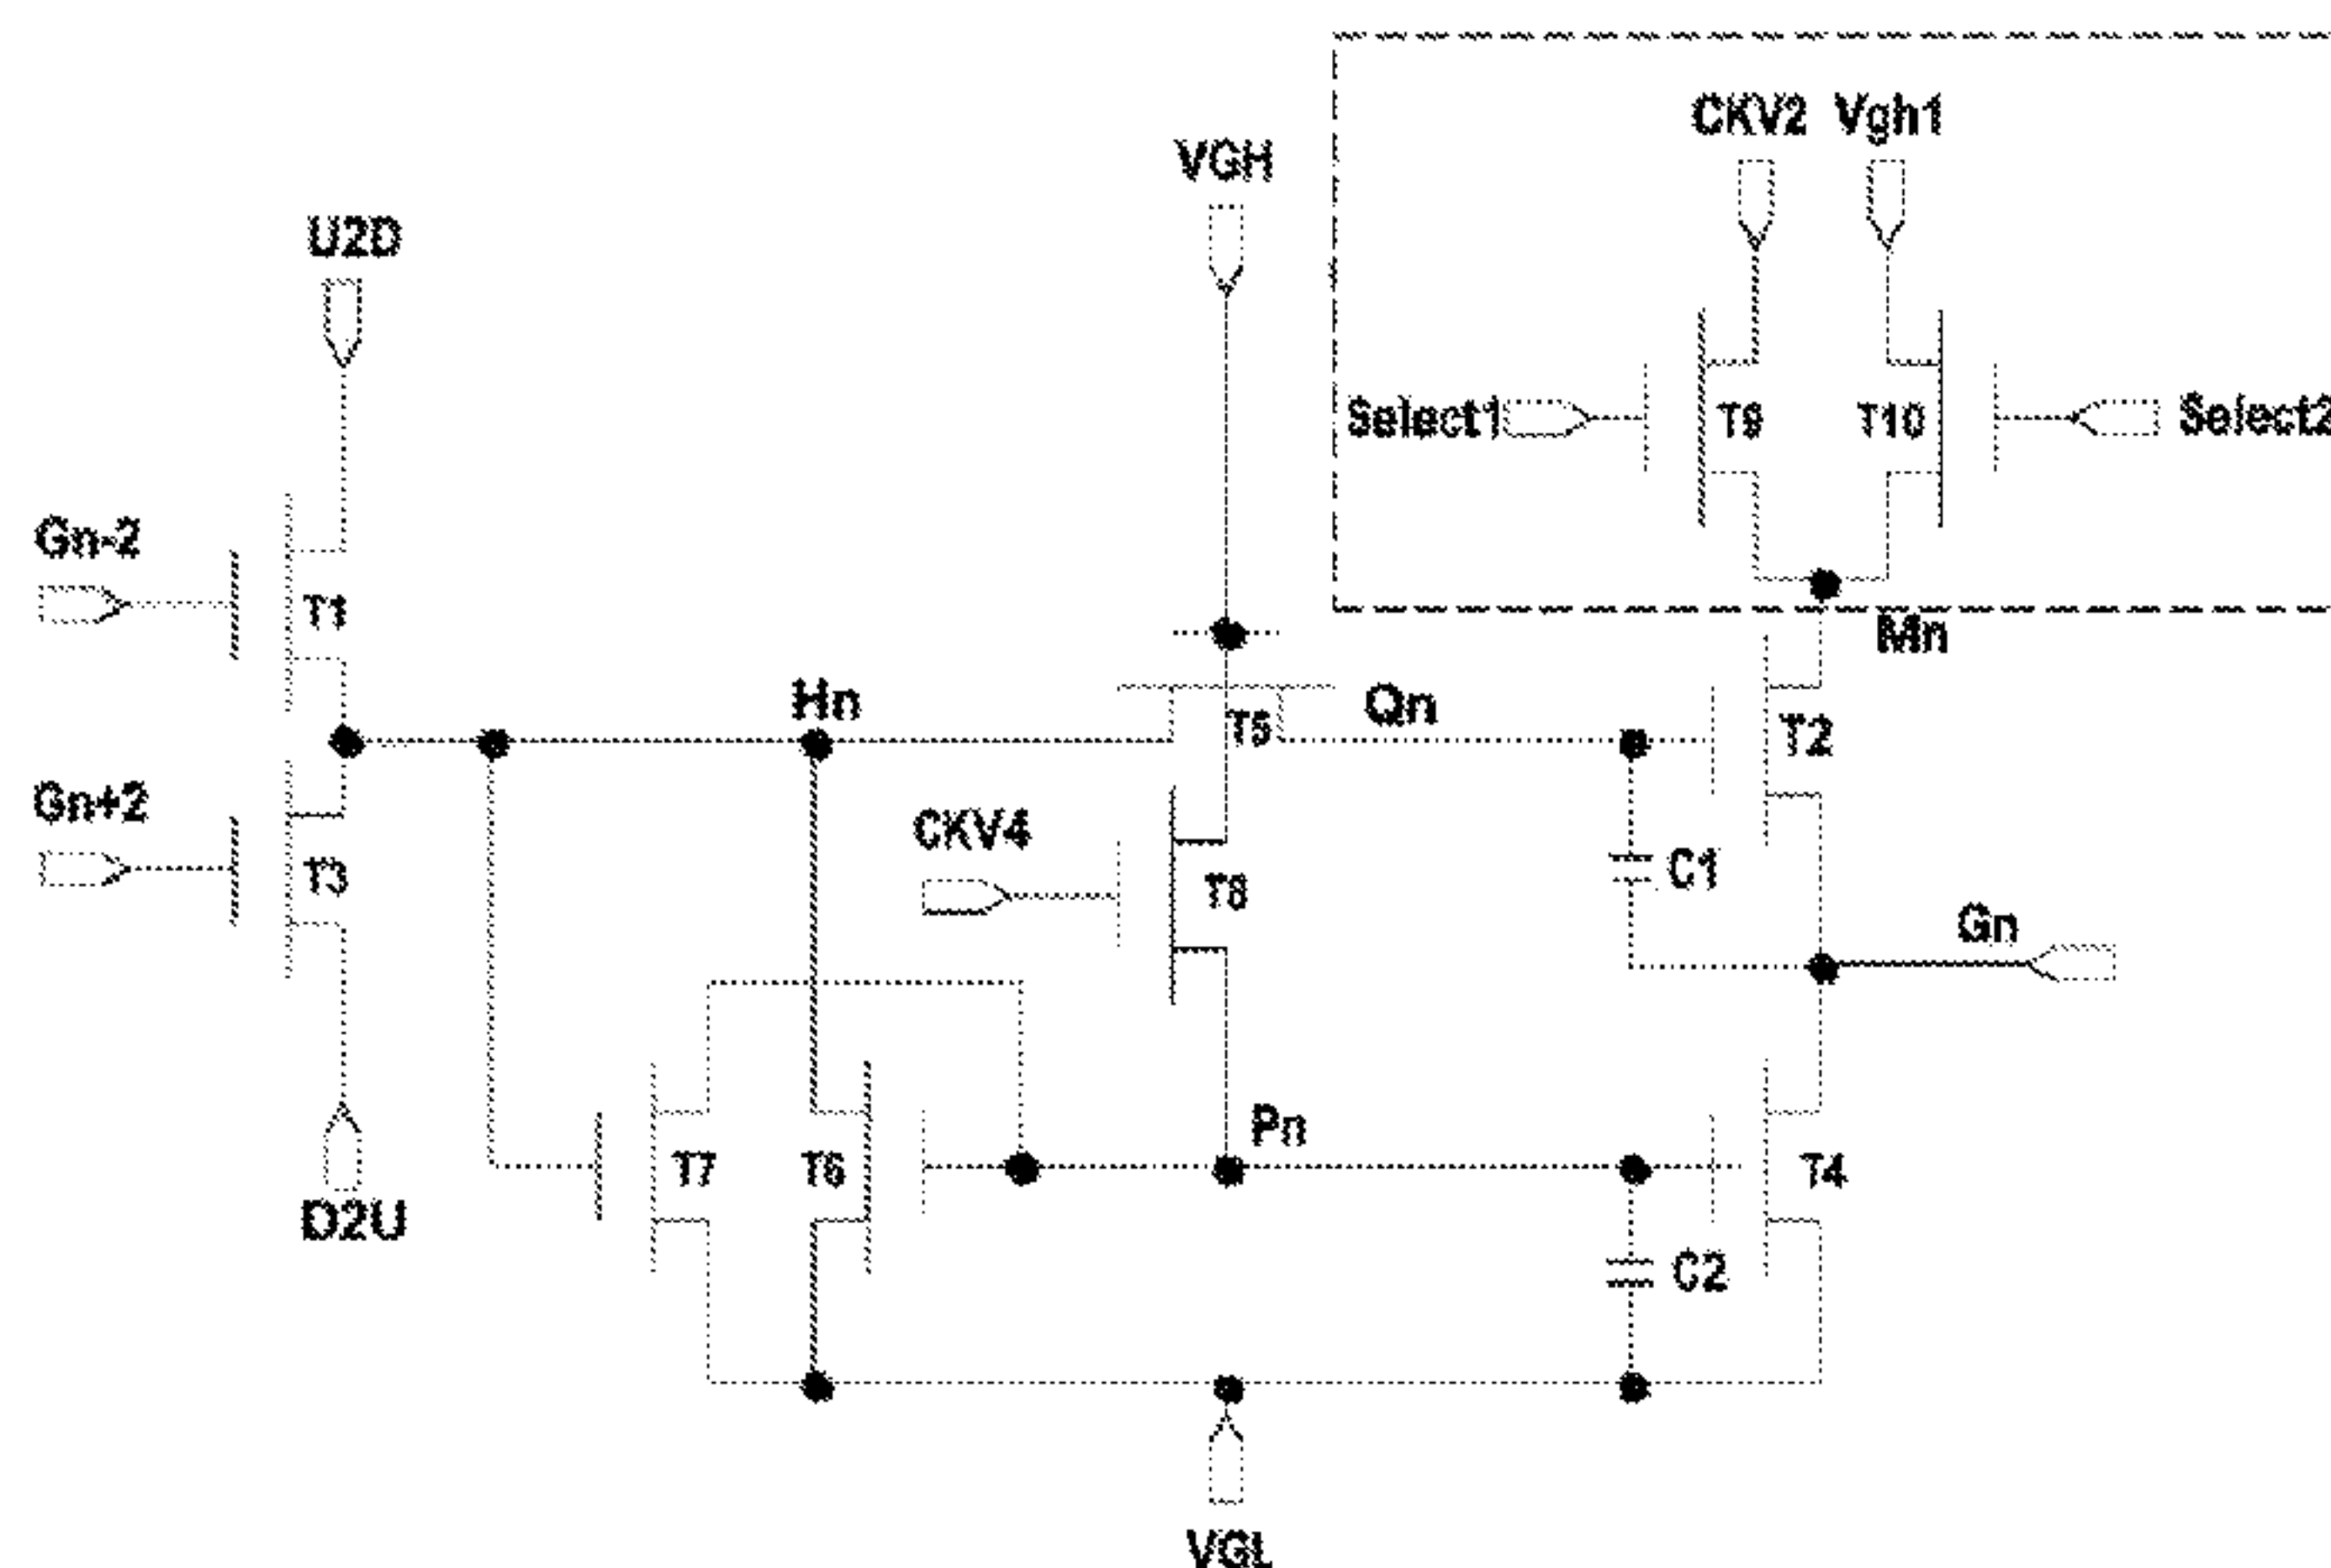 CKV2 Vgh1
VGH
U2D
Select1 T9 T10 Select2
Gn-2
T1
Mn
Hn
T5
Qn
T2
Gn+2
T3
CKV4
T8
C1
Gn
Pn
T7
T6
T4
D2U
C2
VGL